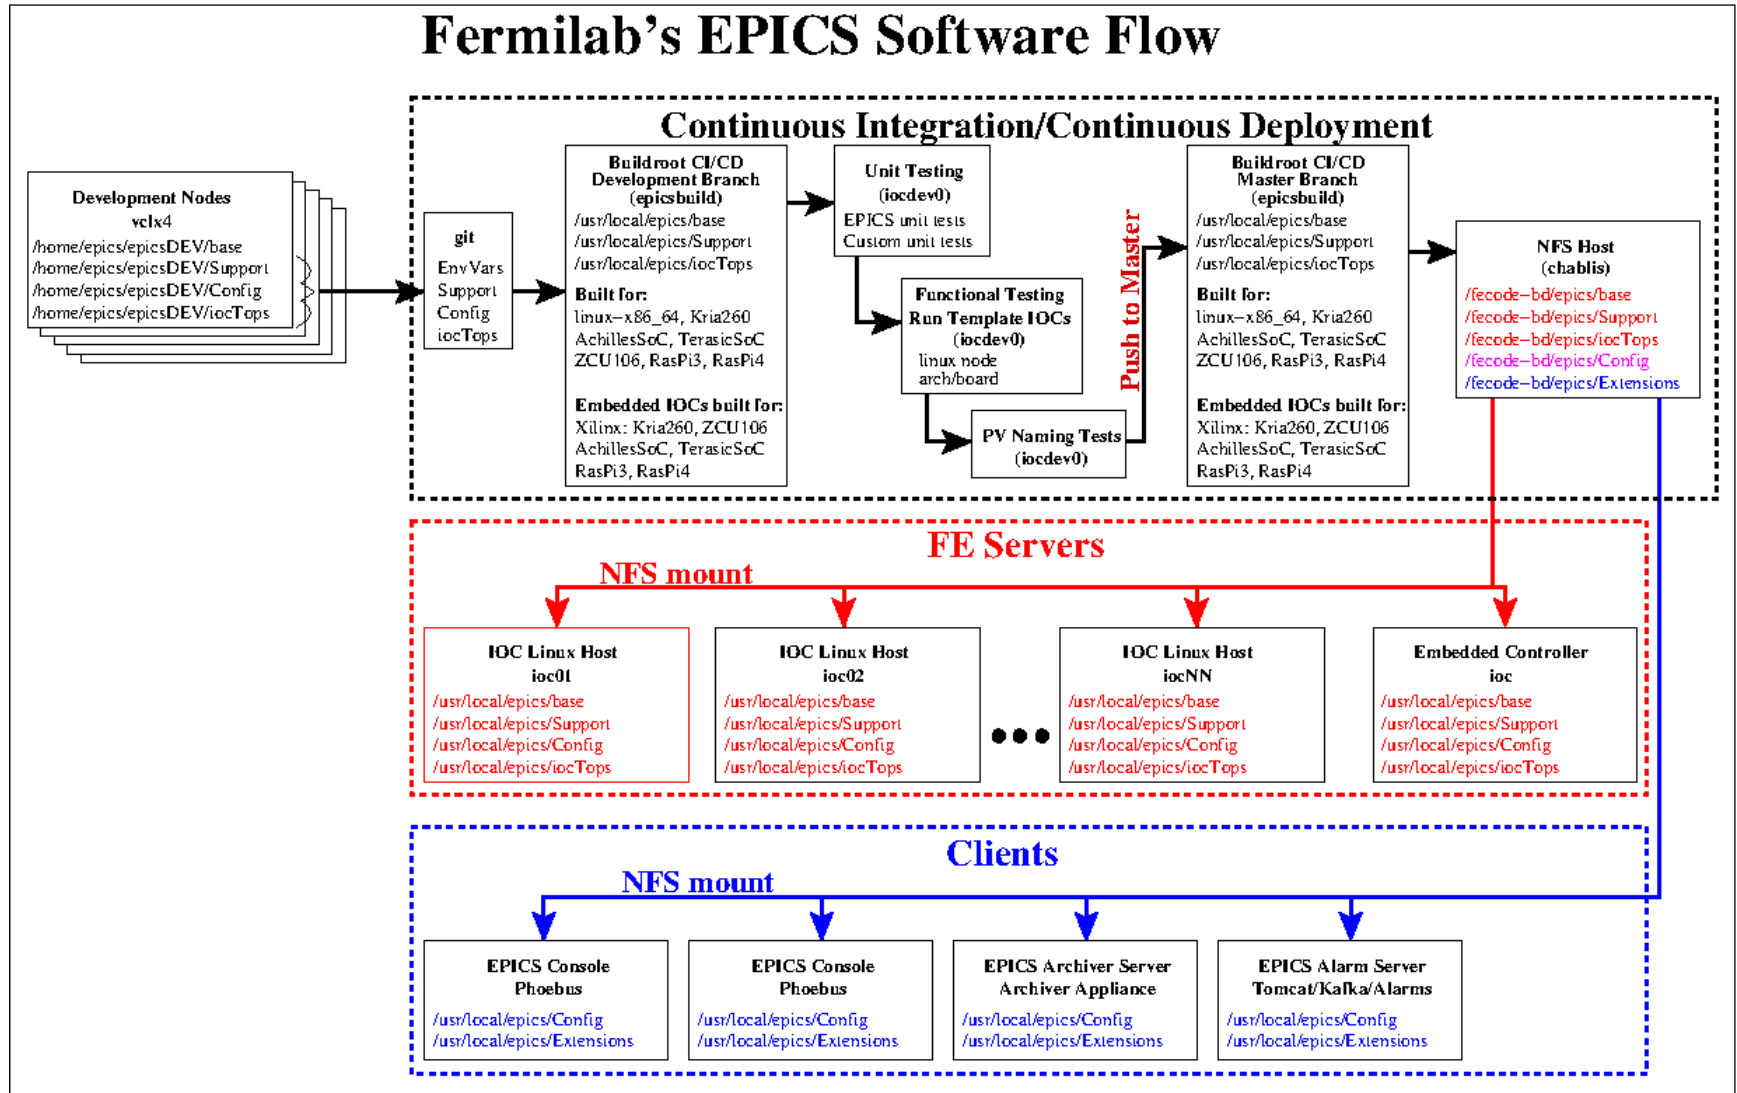 Fermilab's EPICS Software Flow
Continuous Integration/Continuous Deployment
Development Nodes
vclx4
/home/epics/epicsDEV/base
/home/epics/epicsDEV/Support
/home/epics/epicsDEV/Config
/home/epics/epicsDEV/iocTops
git
EnvVars
Support
Config
iocTops
Buildroot CI/CD
Development Branch
(epicsbuild)
/usr/local/epics/base
/usr/local/epics/Support
/usr/local/epics/iocTops
Built for:
linux-x86_64, Kria260
AchillesSoC, TerasicSoC
ZCU106, RasPi3, RasPi4
Embedded IOCs built for:
Xilinx: Kria260, ZCU106
AchillesSoC, TerasicSoC
RasPi3, RasPi4
Unit Testing
(iocdev0)
EPICS unit tests
Custom unit tests
Functional Testing
Run Template IOCs
(iocdev0)
linux node
arch/board
PV Naming Tests
(iocdev0)
Push to Master
Buildroot CI/CD
Master Branch
(epicsbuild)
/usr/local/epics/base
/usr/local/epics/Support
/usr/local/epics/iocTops
Built for:
linux-x86_64, Kria260
AchillesSoC, TerasicSoC
ZCU106, RasPi3, RasPi4
Embedded IOCs built for:
Xilinx: Kria260, ZCU106
AchillesSoC, TerasicSoC
RasPi3, RasPi4
NFS Host
(chablis)
/fecode-bd/epics/base
/fecode-bd/epics/Support
/fecode-bd/epics/iocTops
/fecode-bd/epics/Config
/fecode-bd/epics/Extensions
FE Servers
NFS mount
IOC Linux Host
ioc01
/usr/local/epics/base
/usr/local/epics/Support
/usr/local/epics/Config
/usr/local/epics/iocTops
IOC Linux Host
ioc02
/usr/local/epics/base
/usr/local/epics/Support
/usr/local/epics/Config
/usr/local/epics/iocTops
IOC Linux Host
iocNN
/usr/local/epics/base
/usr/local/epics/Support
/usr/local/epics/Config
/usr/local/epics/iocTops
Embedded Controller
ioc
/usr/local/epics/base
/usr/local/epics/Support
/usr/local/epics/Config
/usr/local/epics/iocTops
Clients
NFS mount
EPICS Console
Phoebus
/usr/local/epics/Config
/usr/local/epics/Extensions
EPICS Console
Phoebus
/usr/local/epics/Config
/usr/local/epics/Extensions
EPICS Archiver Server
Archiver Appliance
/usr/local/epics/Config
/usr/local/epics/Extensions
EPICS Alarm Server
Tomcat/Kafka/Alarms
/usr/local/epics/Config
/usr/local/epics/Extensions